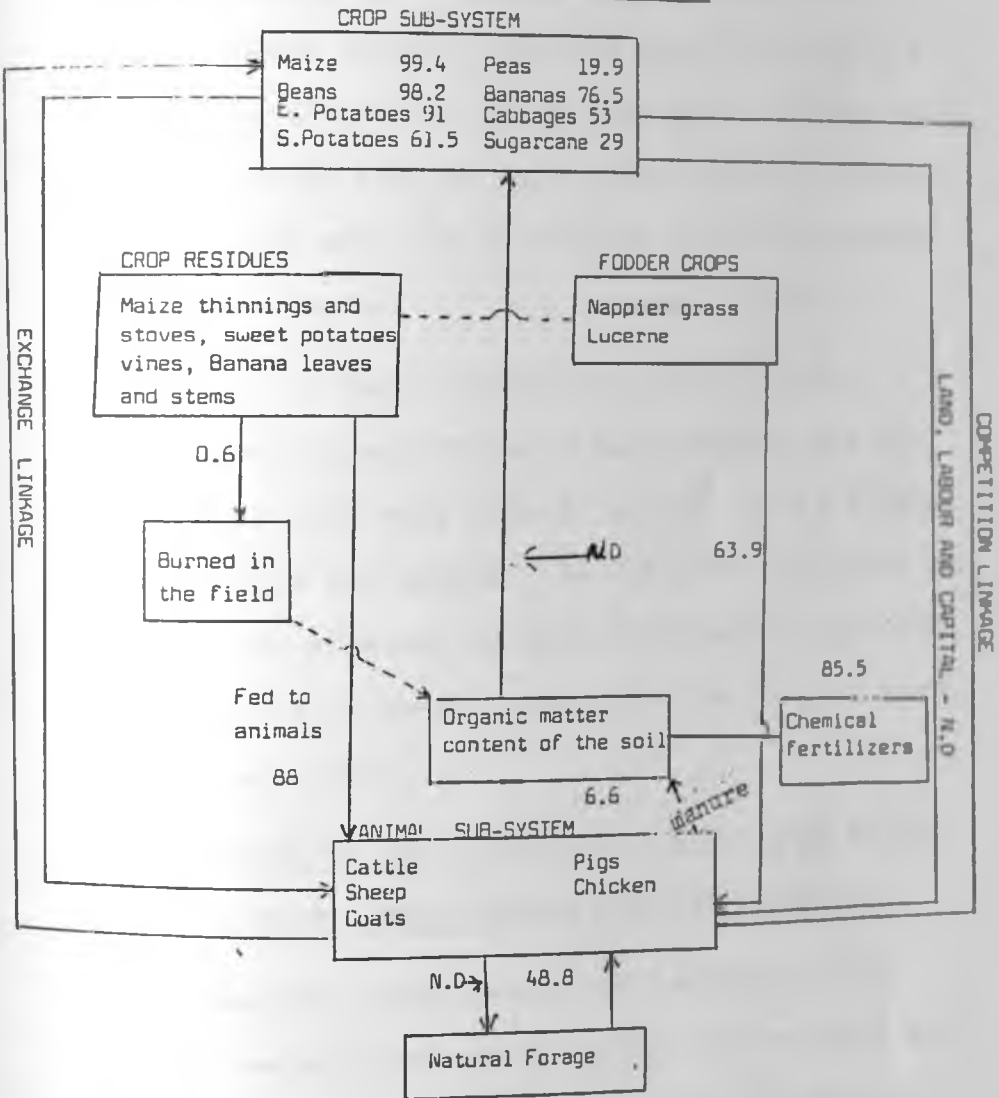 CROP SUB-SYSTEM
Maize 99.4 Peas 19.9
Beans 98.2 Bananas 76.5
E. Potatoes 91 Cabbages 53
S.Potatoes 61.5 Sugarcane 29
CROP RESIDUES
Maize thinnings and
stoves, sweet potatoes
vines, Banana leaves
and stems
FODDER CROPS
Nappier grass
Lucerne
EXCHANGE LINKAGE
LAND, LABOUR AND CAPITAL - N.D
COMPETITION LINKAGE
0.6
Burned in
the field
ND
63.9
85.5
Fed to
animals
88
Organic matter
content of the soil
Chemical
fertilizers
6.6
manure
ANIMAL SUB-SYSTEM
Cattle Pigs
Sheep Chicken
Goats
N.D 48.8
Natural Forage